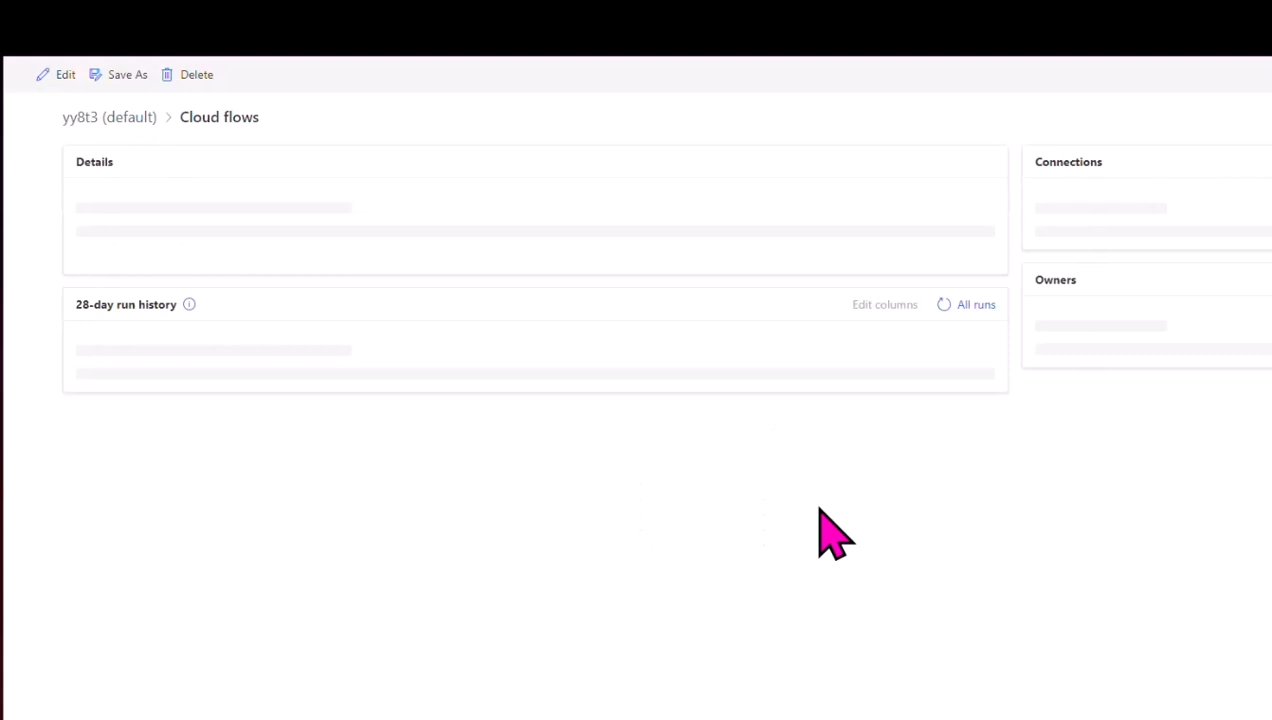 Edit Save As Delete
yy8t3 (default) > Cloud flows
Details
Connections
Owners
28-day run history
Edit columns
All runs